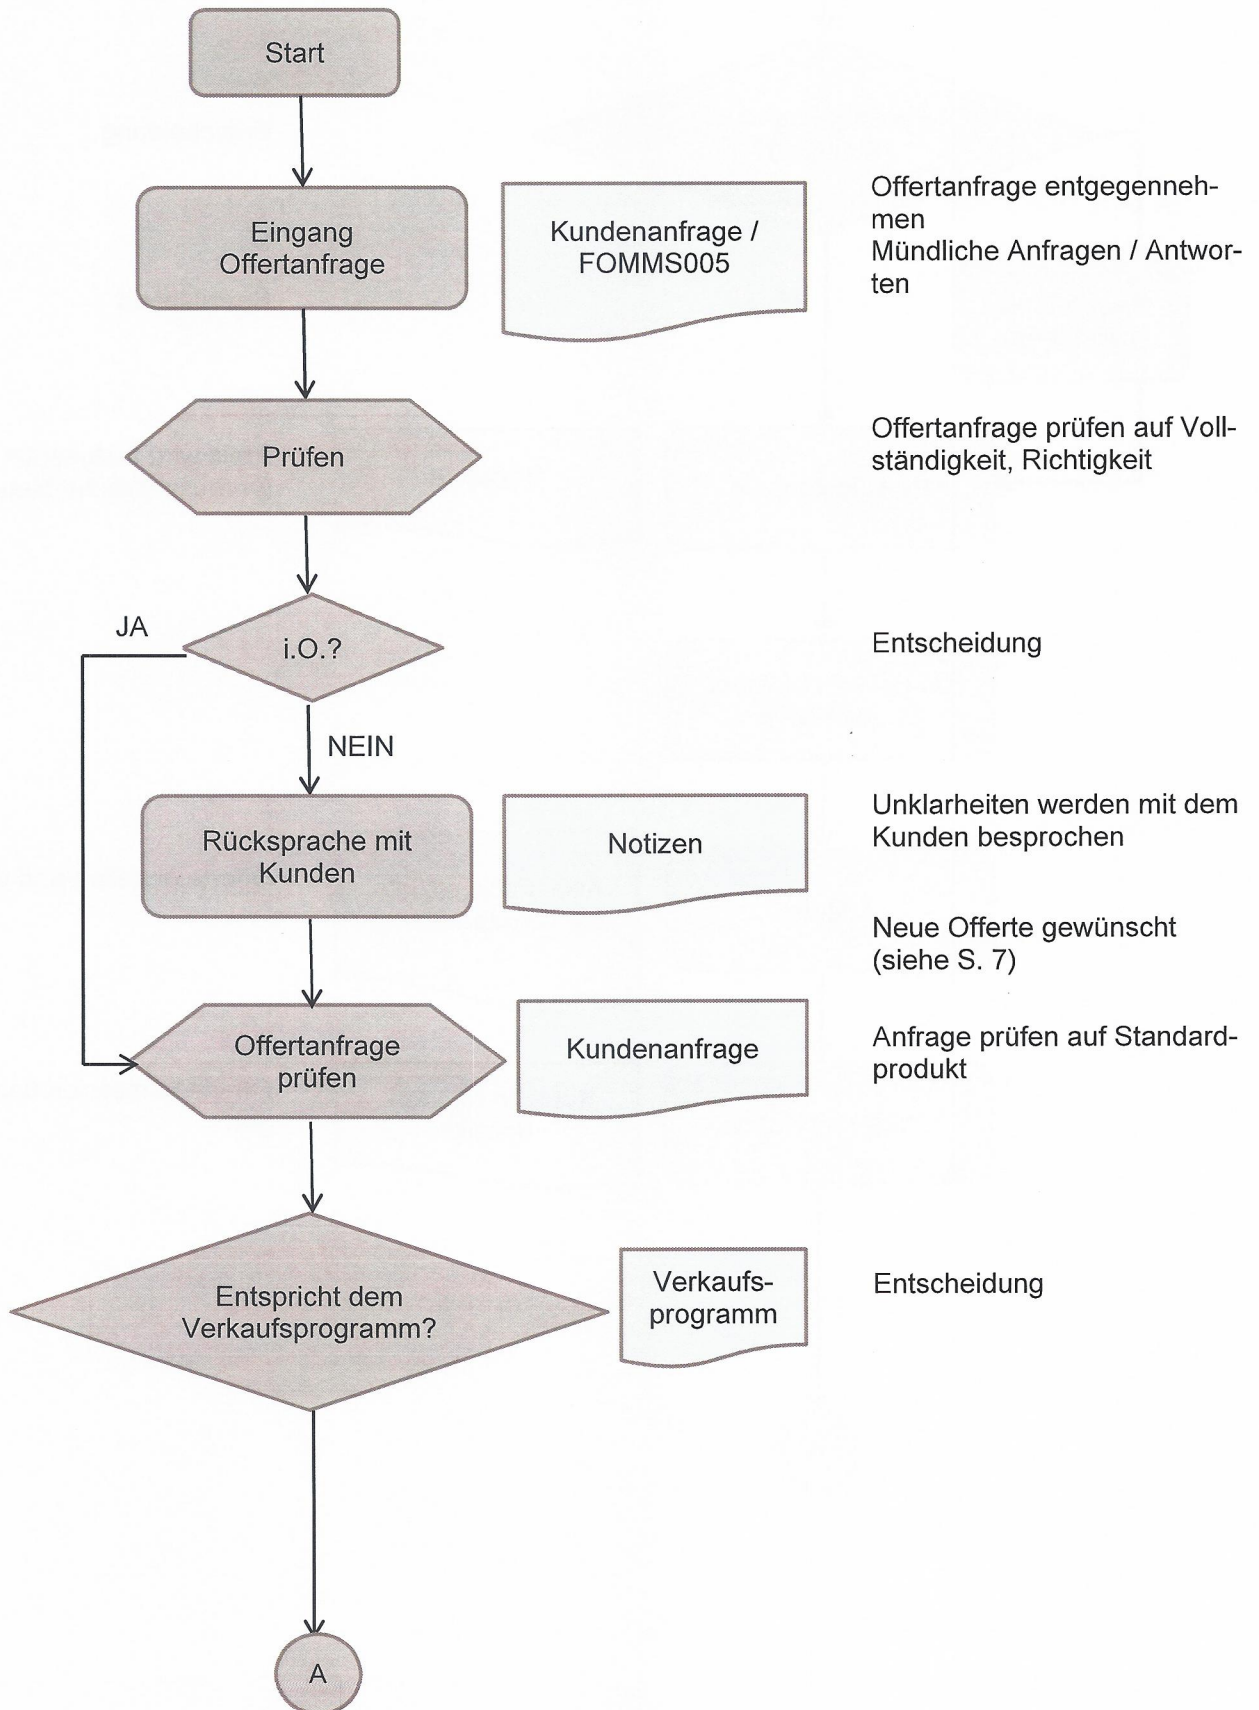 Start
Eingang
Offertanfrage
Kundenanfrage /
FOMMS005
Offertanfrage entgegenneh-
men
Mündliche Anfragen / Antwor-
ten
Prüfen
Offertanfrage prüfen auf Voll-
ständigkeit, Richtigkeit
JA
i.O.?
Entscheidung
NEIN
Rücksprache mit
Kunden
Notizen
Unklarheiten werden mit dem
Kunden besprochen
Neue Offerte gewünscht
(siehe S. 7)
Offertanfrage
prüfen
Kundenanfrage
Anfrage prüfen auf Standard-
produkt
Entspricht dem
Verkaufsprogramm?
Verkaufs-
programm
Entscheidung
A